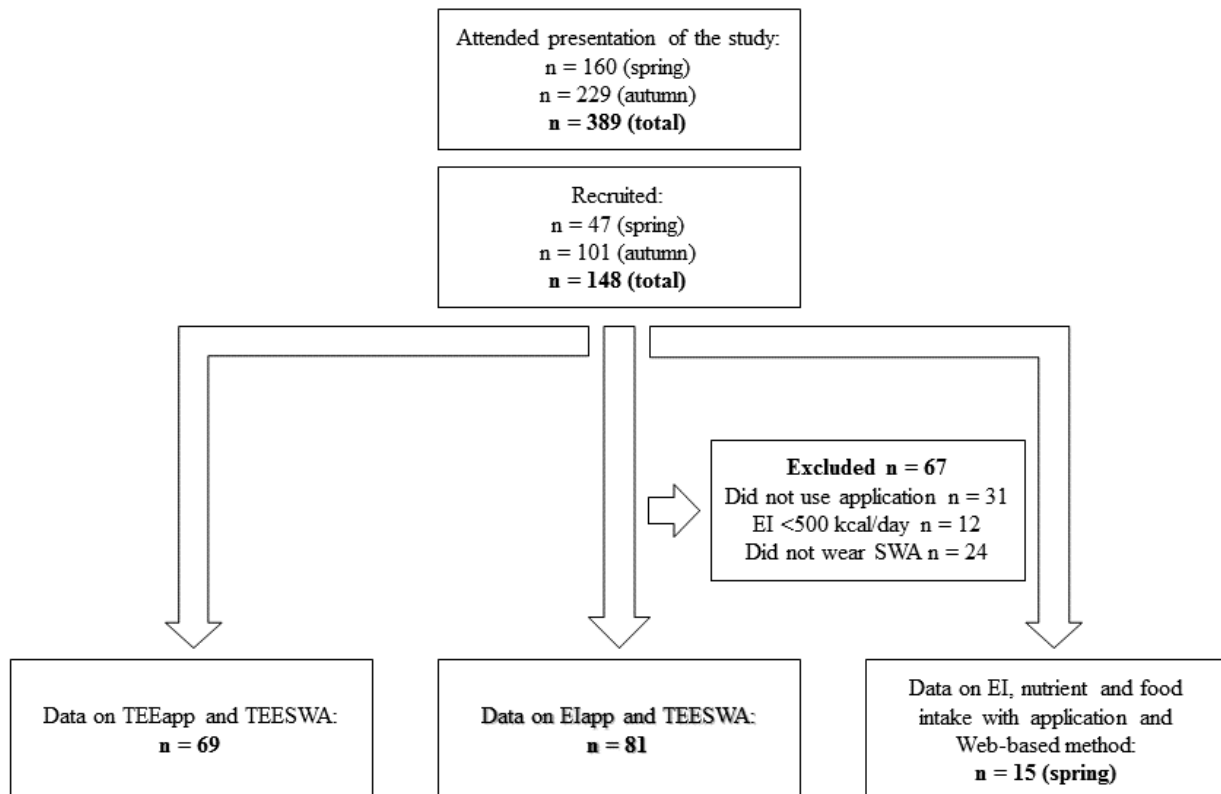 Attended presentation of the study:
n = 160 (spring)
n = 229 (autumn)
n = 389 (total)
Recruited:
n = 47 (spring)
n = 101 (autumn)
n = 148 (total)
Excluded n = 67
Did not use application n = 31
EI <500 kcal/day n = 12
Did not wear SWA n = 24
Data on TEEapp and TEESWA:
n = 69
Data on EIapp and TEESWA:
n = 81
Data on EI, nutrient and food
intake with application and
Web-based method:
n = 15 (spring)